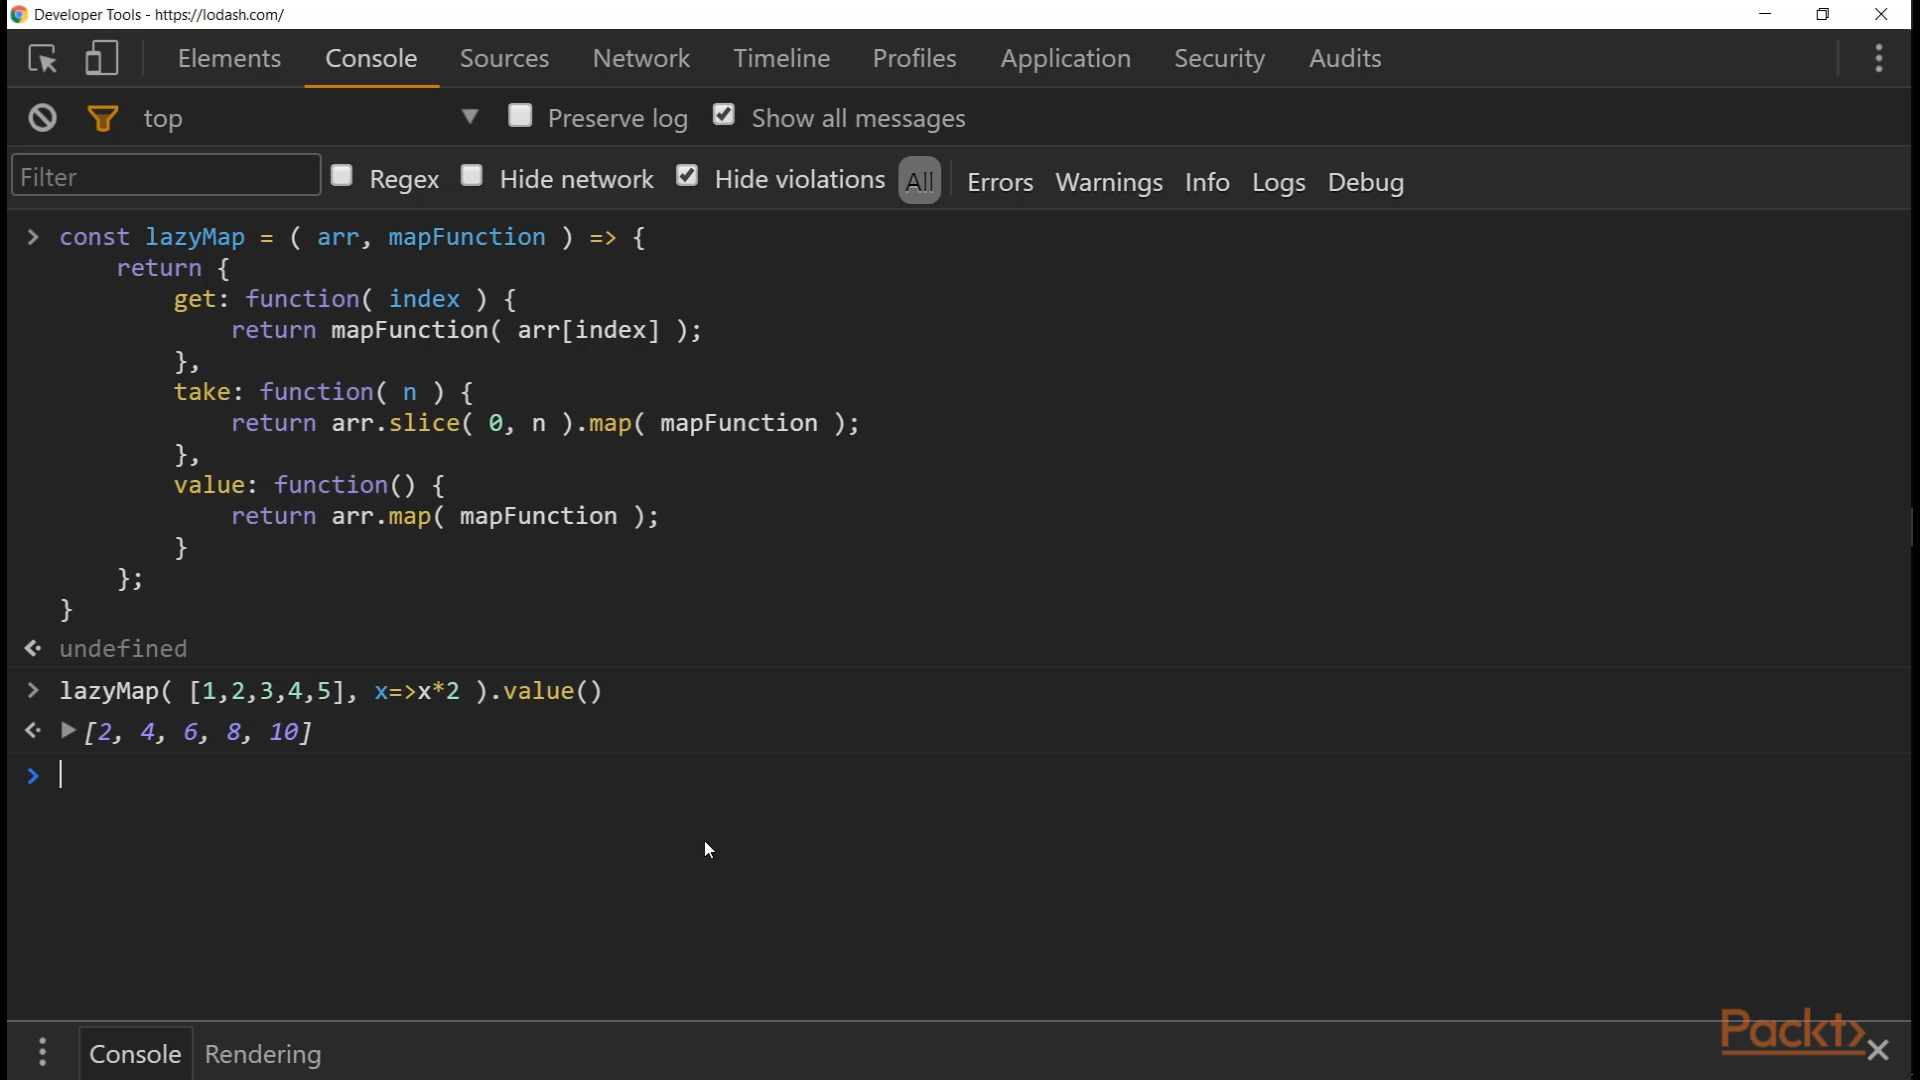 Developer Tools - https://lodash.com/
Elements Console Sources Network Timeline Profiles Application Security Audits
top Preserve log Show all messages
Filter Regex Hide network Hide violations All Errors Warnings Info Logs Debug
> const lazyMap = ( arr, mapFunction ) => {
return {
get: function( index ) {
return mapFunction( arr[index] );
},
take: function( n ) {
return arr.slice( 0, n ).map( mapFunction );
},
value: function() {
return arr.map( mapFunction );
}
};
}
undefined
> lazyMap( [1,2,3,4,5], x=>x*2 ).value()
[2, 4, 6, 8, 10]
>
Console Rendering
Packt>